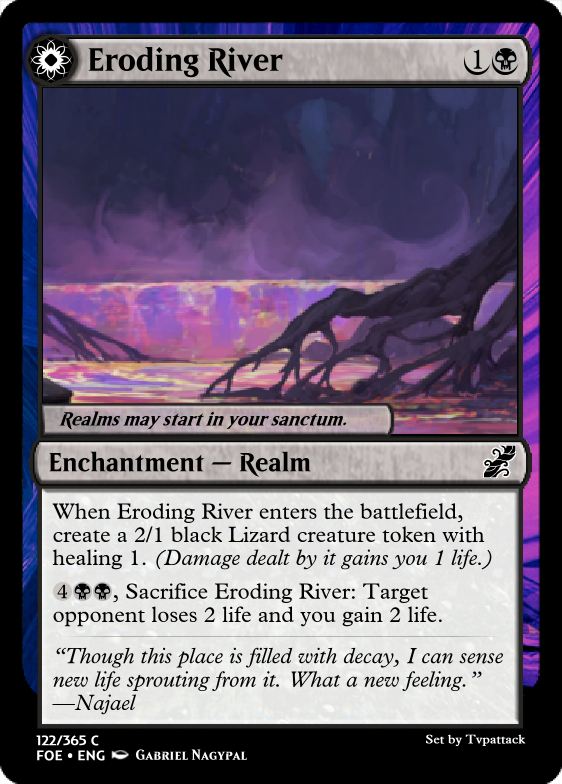 Eroding River 1
Realms may start in your sanctum.
Enchantment — Realm
When Eroding River enters the battlefield,
create a 2/1 black Lizard creature token with
healing 1. (Damage dealt by it gains you 1 life.)
4, Sacrifice Eroding River: Target
opponent loses 2 life and you gain 2 life.
“Though this place is filled with decay, I can sense
new life sprouting from it. What a new feeling.”
—Najael
122/365 C
Set by Tvpattack
FOE • ENG GABRIEL NAGYPAL